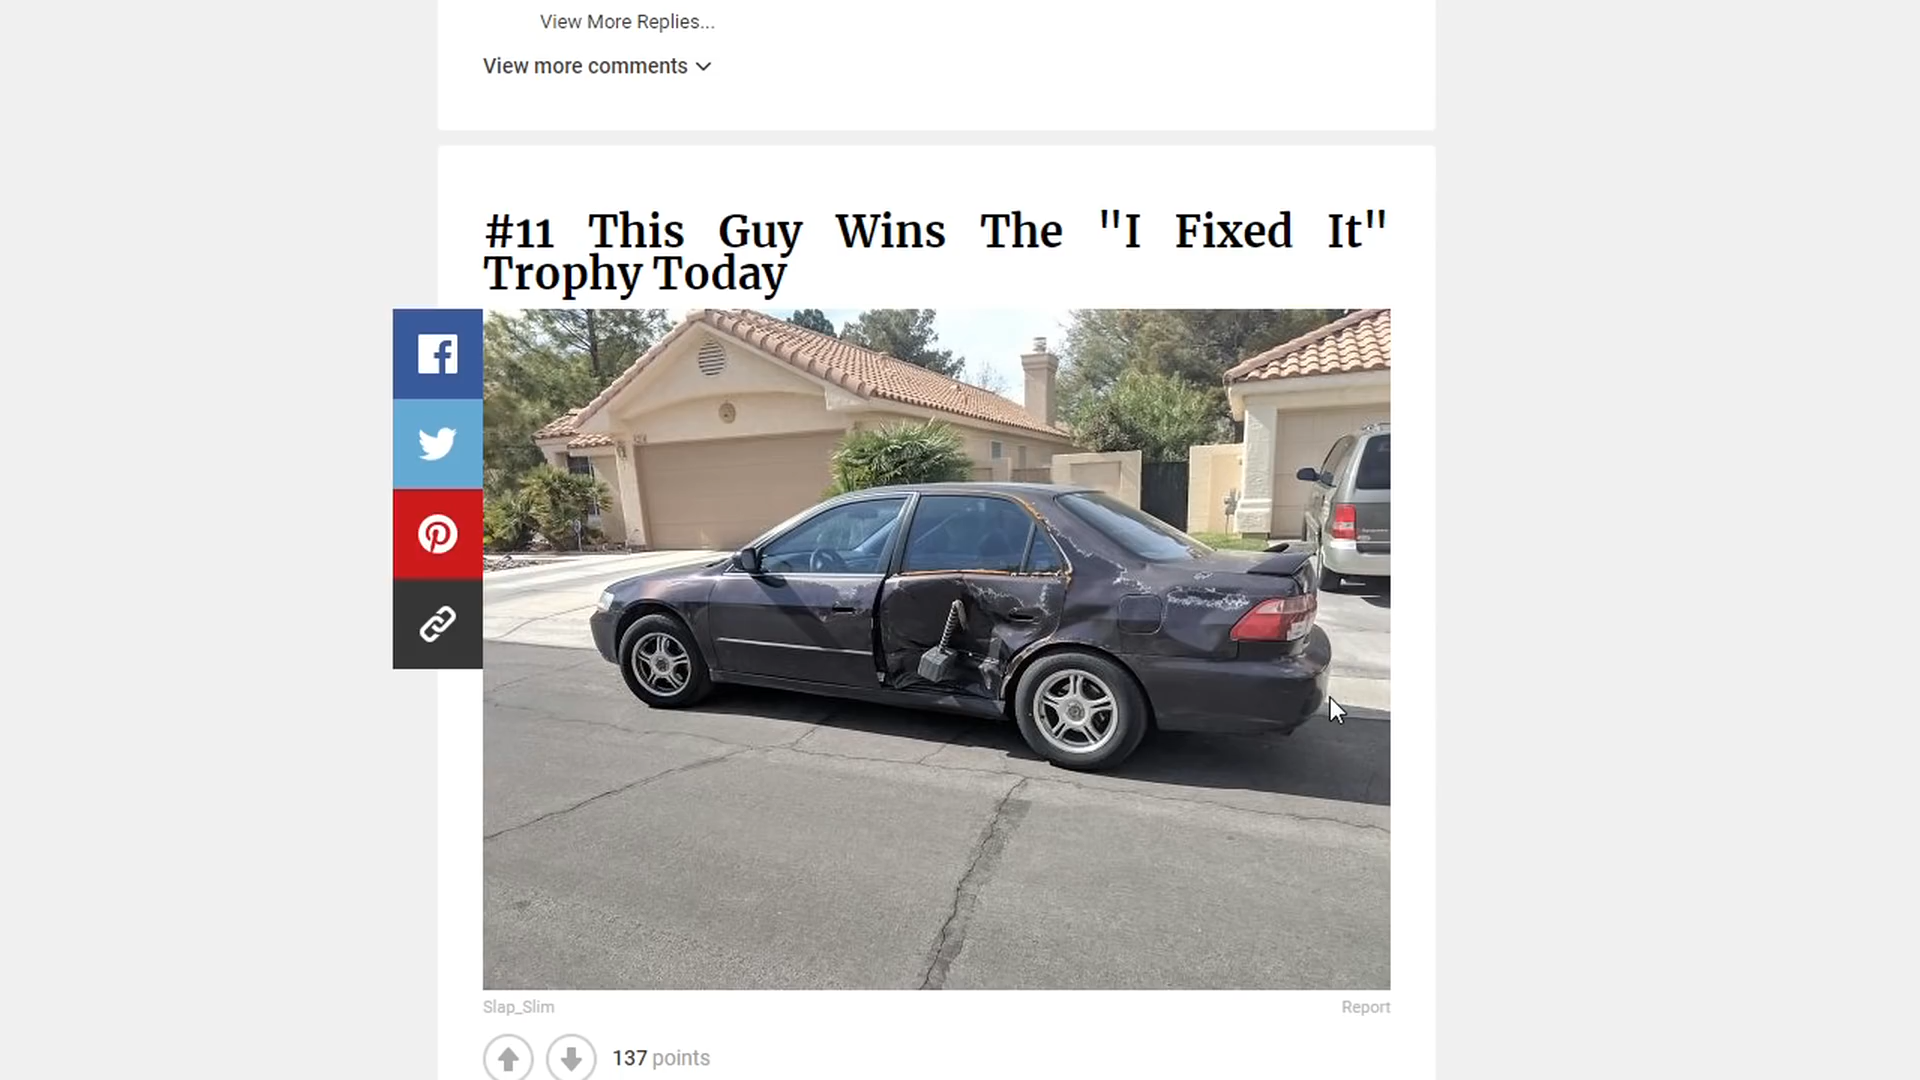 View More Replies...
View more comments
#11 This Guy Wins The "I Fixed It"
Trophy Today
Slap_Slim
Report
137 points